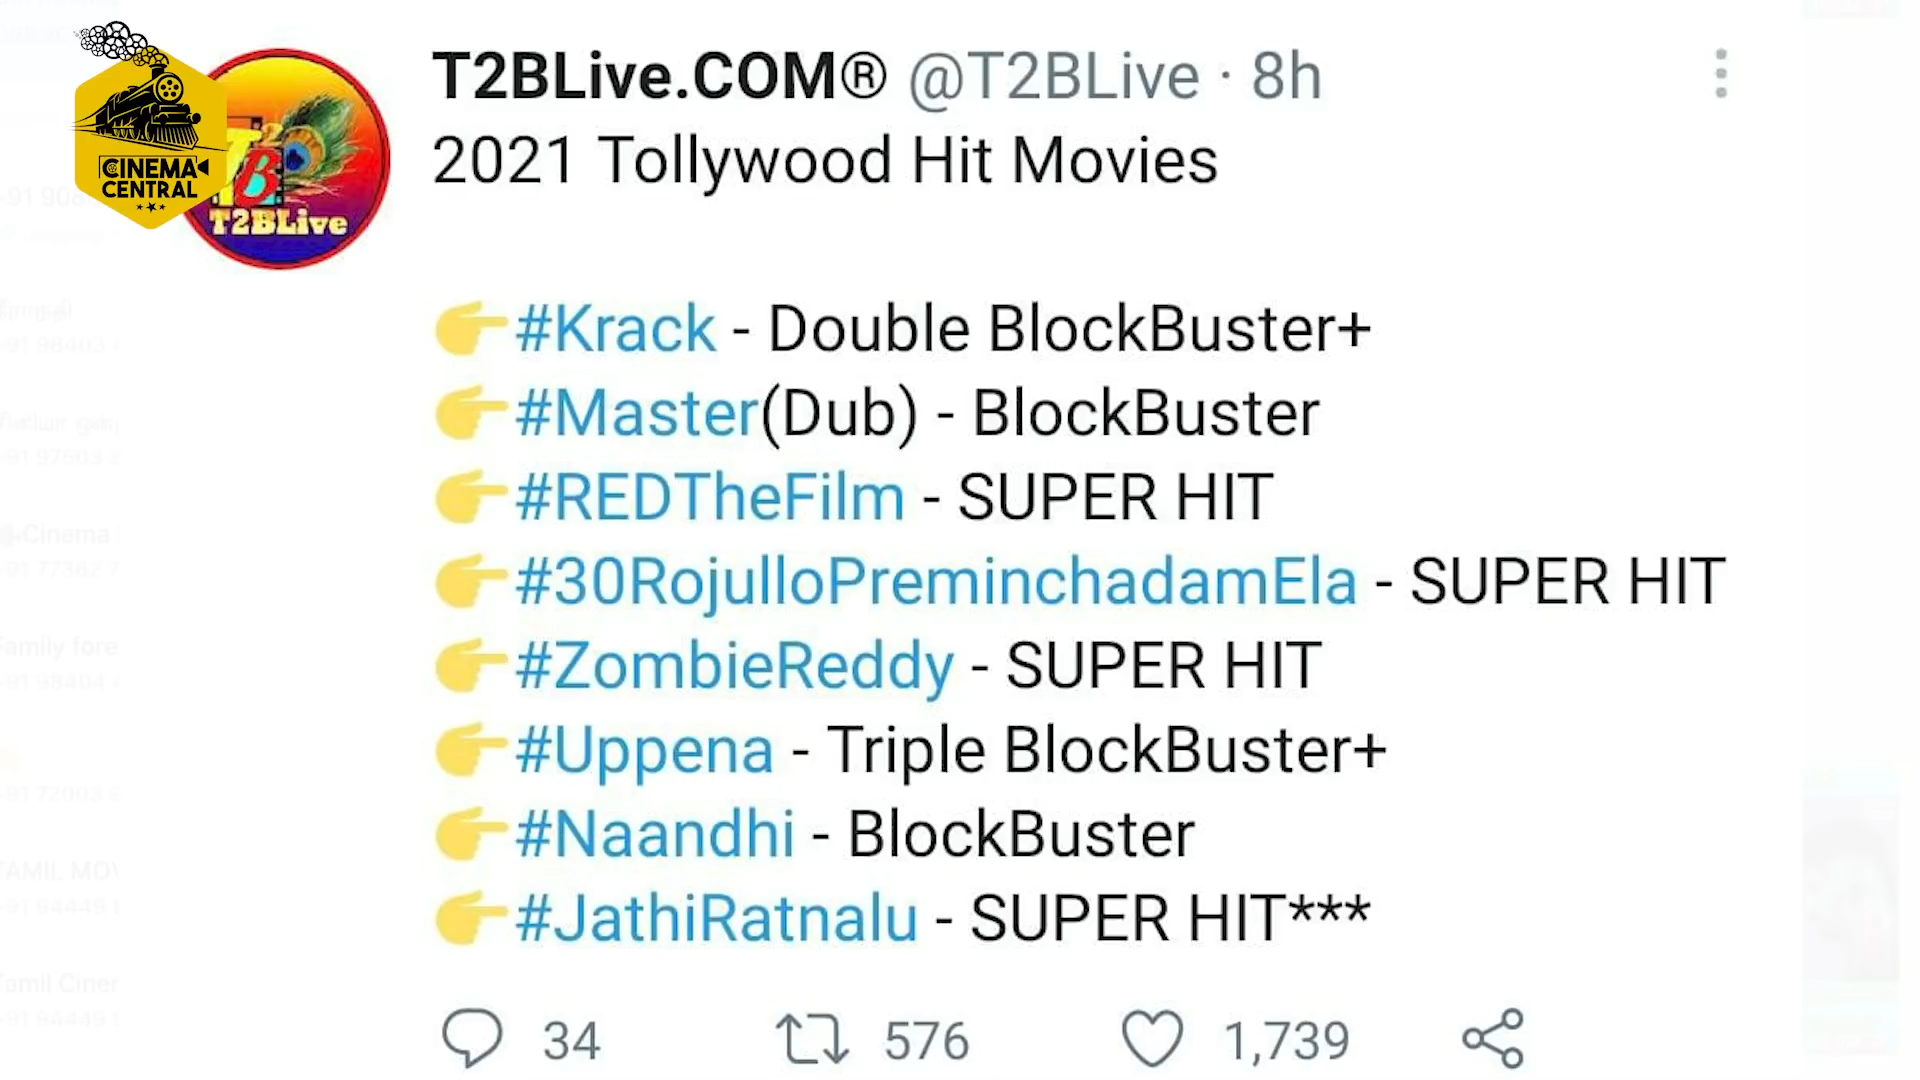 T2BLive.COM® @T2BLive · 8h
2021 Tollywood Hit Movies
CINEMA
CENTRAL
T2BLive
👉#Krack - Double BlockBuster+
👉#Master(Dub) - BlockBuster
👉#REDTheFilm - SUPER HIT
👉#30RojulloPreminchadamEla - SUPER HIT
👉#ZombieReddy - SUPER HIT
👉#Uppena - Triple BlockBuster+
👉#Naandhi - BlockBuster
👉#JathiRatnalu - SUPER HIT***
34 576 1,739